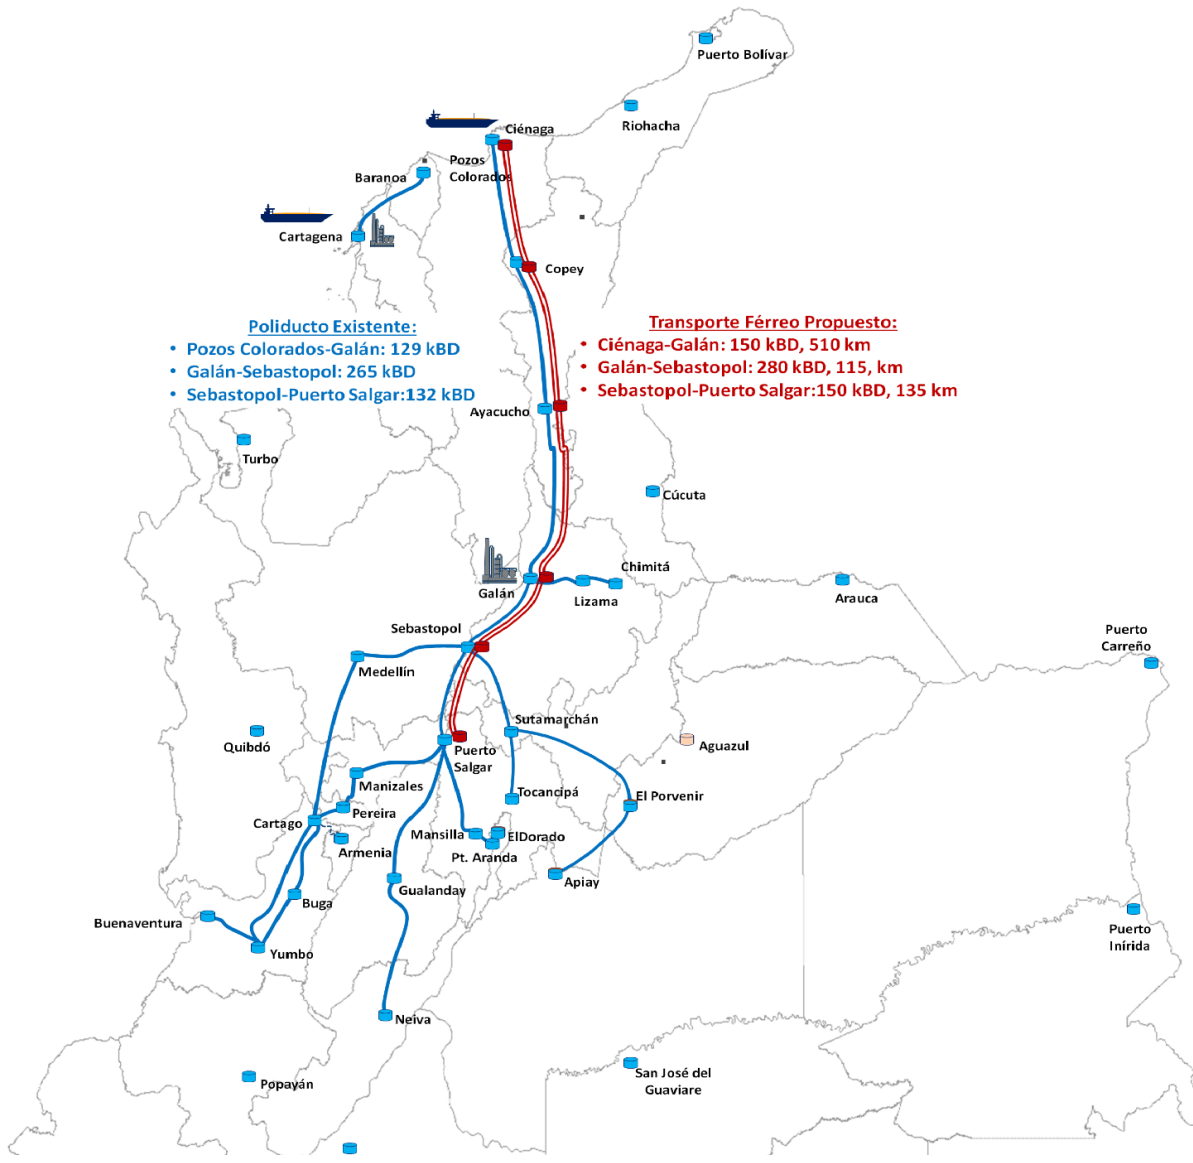 Puerto Bolívar
Riohacha
Ciénaga
Pozos
Colorados
Baranoa
Cartagena
Copey
Poliducto Existente:
• Pozos Colorados-Galán: 129 kBD
• Galán-Sebastopol: 265 kBD
• Sebastopol-Puerto Salgar:132 kBD
Transporte Férreo Propuesto:
• Ciénaga-Galán: 150 kBD, 510 km
• Galán-Sebastopol: 280 kBD, 115, km
• Sebastopol-Puerto Salgar:150 kBD, 135 km
Ayacucho
Turbo
Cúcuta
Chimitá
Galán
Lizama
Arauca
Sebastopol
Puerto
Carreño
Medellín
Sutamarchán
Quibdó
Puerto
Salgar
Aguazul
Manizales
Tocancipá
El Porvenir
Pereira
Cartago
Mansilla
ElDorado
Armenia
Pt. Aranda
Gualanday
Apiay
Buga
Buenaventura
Puerto
Inírida
Yumbo
Neiva
San José del
Guaviare
Popayán